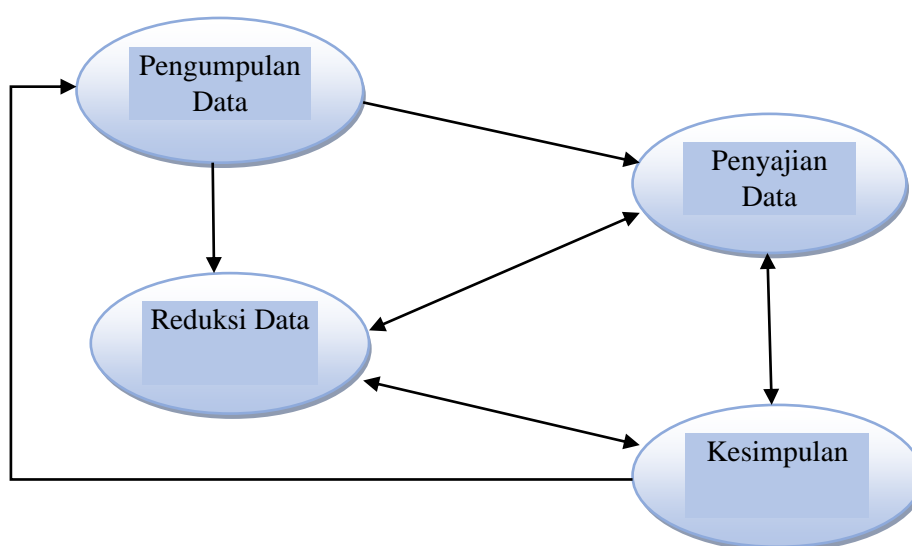 Pengumpulan
Data
Penyajian
Data
Reduksi Data
Kesimpulan